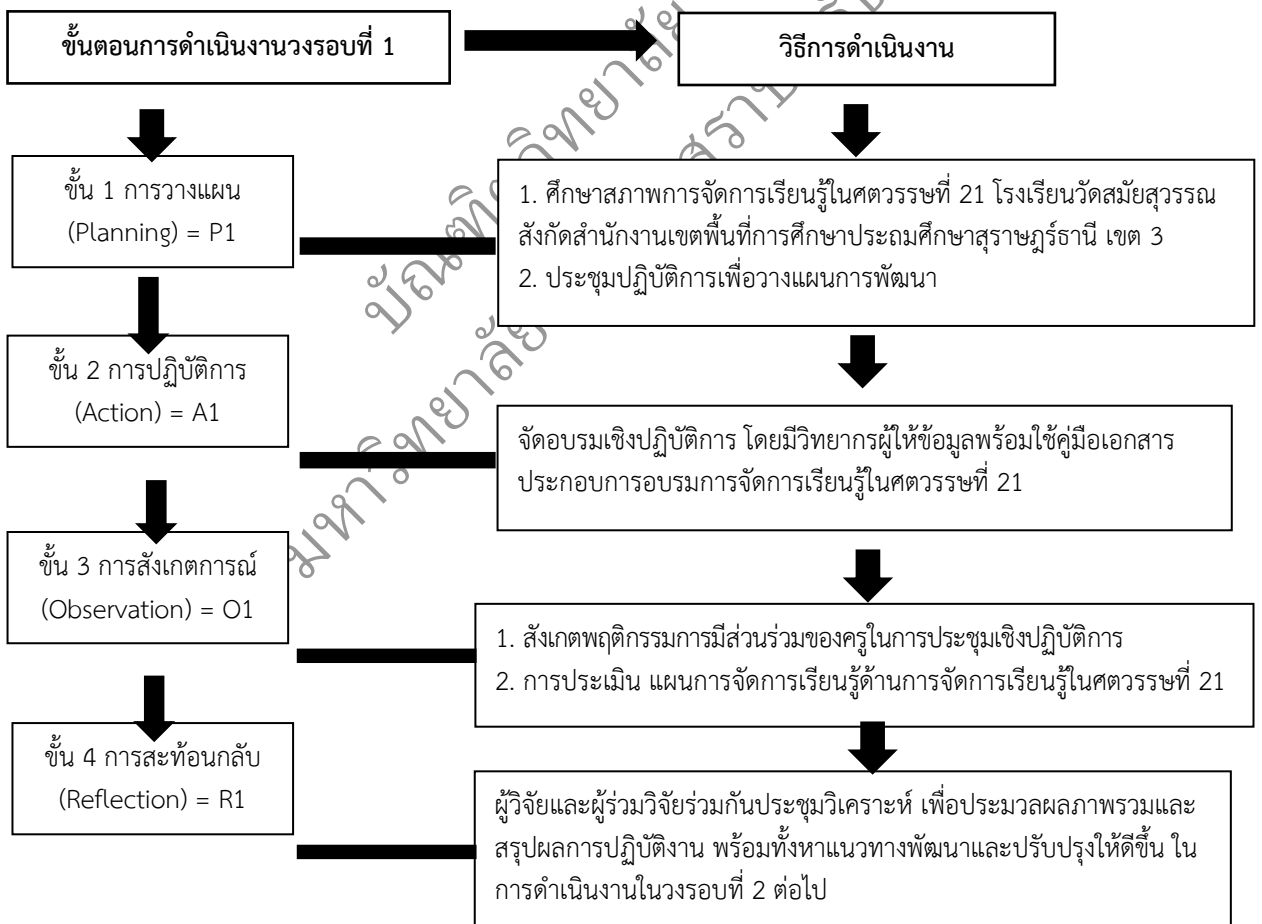 ขั้นตอนการดำเนินงานวงรอบที่ 1
วิธีการดำเนินงาน
ขั้น 1 การวางแผน
(Planning) = P1
1. ศึกษาสภาพการจัดการเรียนรู้ในศตวรรษที่ 21 โรงเรียนวัดสมัยสุวรรณ
สังกัดสำนักงานเขตพื้นที่การศึกษาประถมศึกษาสุราษฎร์ธานี เขต 3
2. ประชุมปฏิบัติการเพื่อวางแผนการพัฒนา
ขั้น 2 การปฏิบัติการ
(Action) = A1
จัดอบรมเชิงปฏิบัติการ โดยมีวิทยากรผู้ให้ข้อมูลพร้อมใช้คู่มือเอกสาร
ประกอบการอบรมการจัดการเรียนรู้ในศตวรรษที่ 21
ขั้น 3 การสังเกตการณ์
(Observation) = O1
1. สังเกตพฤติกรรมการมีส่วนร่วมของครูในการประชุมเชิงปฏิบัติการ
2. การประเมิน แผนการจัดการเรียนรู้ด้านการจัดการเรียนรู้ในศตวรรษที่ 21
ขั้น 4 การสะท้อนกลับ
(Reflection) = R1
ผู้วิจัยและผู้ร่วมวิจัยร่วมกันประชุมวิเคราะห์ เพื่อประมวลผลภาพรวมและ
สรุปผลการปฏิบัติงาน พร้อมทั้งหาแนวทางพัฒนาและปรับปรุงให้ดีขึ้น ใน
การดำเนินงานในวงรอบที่ 2 ต่อไป
บัณฑิตวิทยาลัย
มหาวิทยาลัย